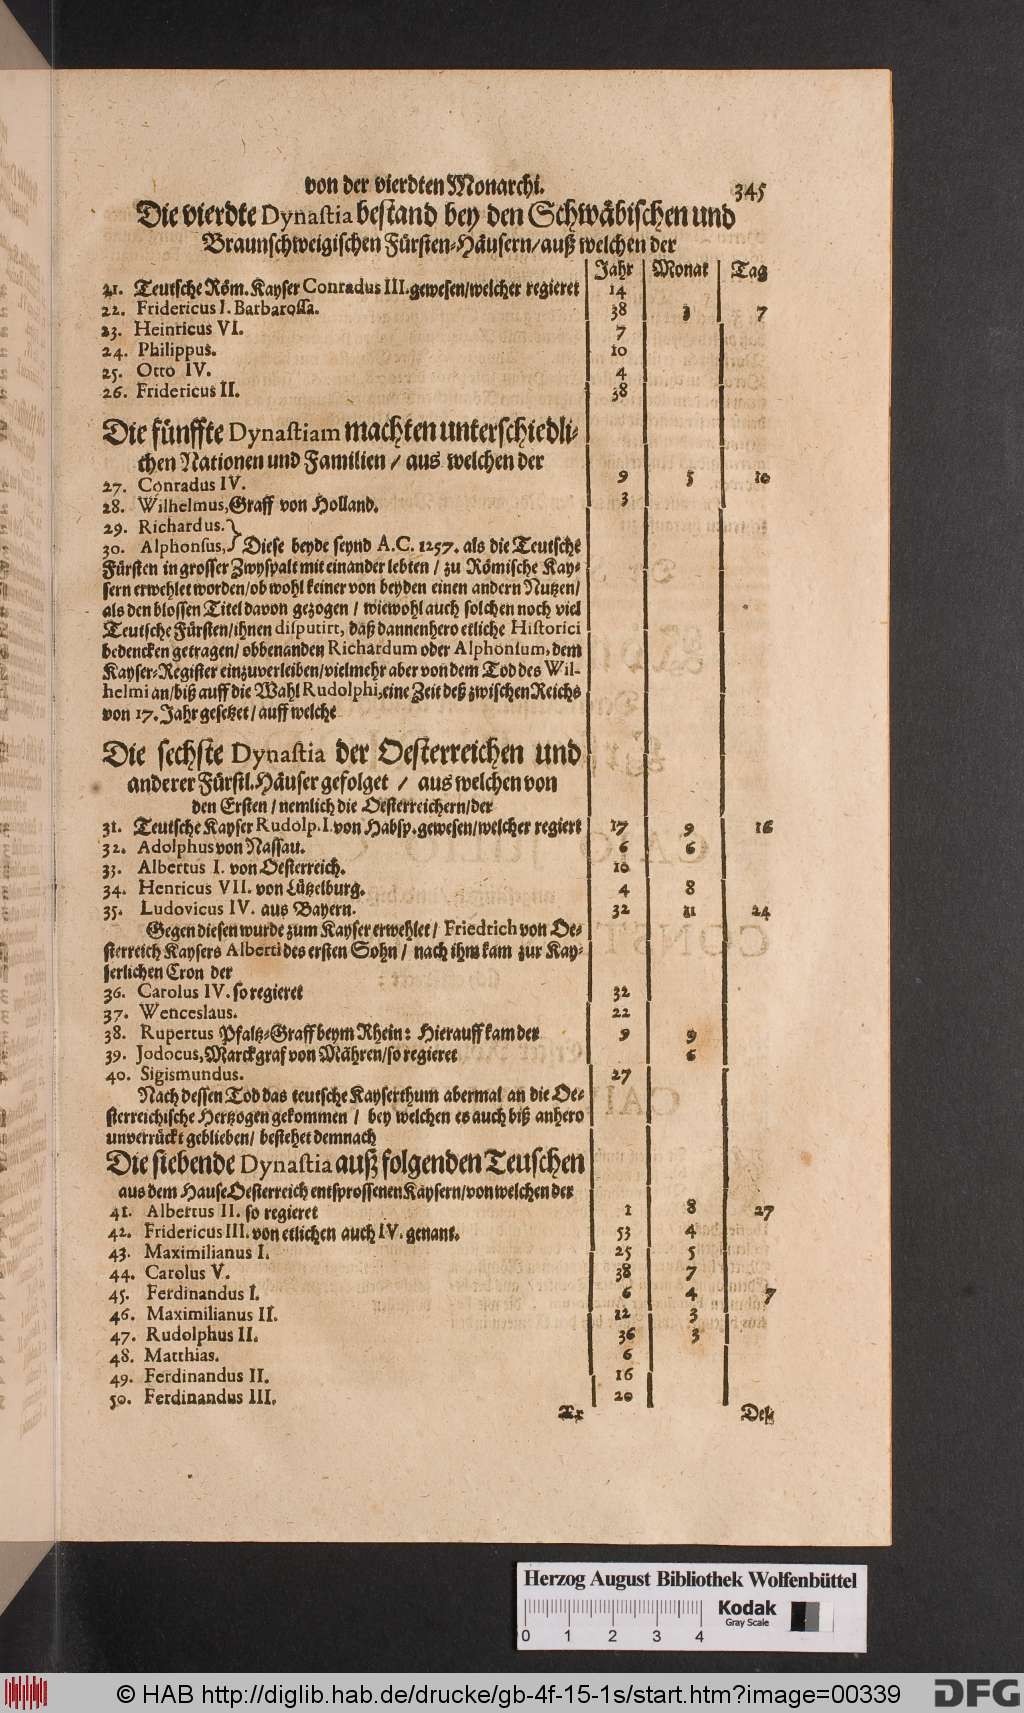 von der vierdten Monarchi. 345
Die vierdte Dynastia bestand bey den Schwäbischen und
Braunschweigischen Fürsten-Häusern/auß welchen der
Jahr Monat Tag
21. Teutsche Röm. Kayser Conradus III. gewesen/welcher regieret 14
22. Fridericus I. Barbarossa. 38 3 7
23. Heinricus VI. 7
24. Philippus. 10
25. Otto IV. 4
26. Fridericus II. 38
Die fünffte Dynastiam machten unterschiedli-
chen Nationen und Familien / aus welchen der
27. Conradus IV. 9 5 10
28. Wilhelmus, Graff von Holland. 3
29. Richardus.
30. Alphonsus, } Diese beyde seynd A.C. 1257. als die Teutsche
Fürsten in grosser Zwyspalt mit einander lebten / zu Römische Kay-
sern erwehlet worden/ob wohl keiner von beyden einen andern Nutzen/
als den blossen Titel davon gezogen / wiewohl auch solchen noch viel
Teutsche Fürsten/ihnen disputirt, daß dannenhero etliche Historici
bedencken getragen/ obbenanden Richardum oder Alphonsum, dem
Kayser-Register einzuverleiben/vielmehr aber von dem Tod des Wil-
helmi an/biß auff die Wahl Rudolphi, eine Zeit deß zwischen Reichs
von 17. Jahr gesetzet / auff welche
Die sechste Dynastia der Oesterreichen und
anderer Fürstl. Häuser gefolget / aus welchen von
den Ersten / nemlich die Oesterreichern/der
31. Teutsche Kayser Rudolp. I. von Habsp. gewesen/welcher regiert 17 9 16
32. Adolphus von Nassau. 6 6
33. Albertus I. von Oesterreich. 10
34. Henricus VII. von Lützelburg. 4 8
35. Ludovicus IV. aus Bayern. 32 11 24
Gegen diesen wurde zum Kayser erwehlet / Friedrich von Oe-
sterreich Kaysers Alberti des ersten Sohn / nach ihm kam zur Kay-
serlichen Cron der
36. Carolus IV. so regieret 32
37. Wenceslaus. 22
38. Rupertus Pfaltz-Graff beym Rhein: Hierauff kam der 9 9
39. Jodocus, Marckgraf von Mähren/so regieret 6
40. Sigismundus. 27
Nach dessen Tod das teutsche Kayserthum abermal an die Oe-
sterreichische Hertzogen gekommen / bey welchen es auch biß anhero
unverrückt geblieben/ bestehet demnach
Die siebende Dynastia auß folgenden Teuschen
aus dem Hause Oesterreich entsprossenen Kaysern/von welchen der
41. Albertus II. so regieret 1 8 27
42. Fridericus III. von etlichen auch IV. genant. 53 4
43. Maximilianus I. 25 5
44. Carolus V. 38 7
45. Ferdinandus I. 6 4 7
46. Maximilianus II. 12 3
47. Rudolphus II. 36 3
48. Matthias. 6
49. Ferdinandus II. 16
50. Ferdinandus III. 20
Xx Des
Herzog August Bibliothek Wolfenbüttel
Kodak
Gray Scale
0 1 2 3 4
© HAB http://diglib.hab.de/drucke/gb-4f-15-1s/start.htm?image=00339
HAB
DFG